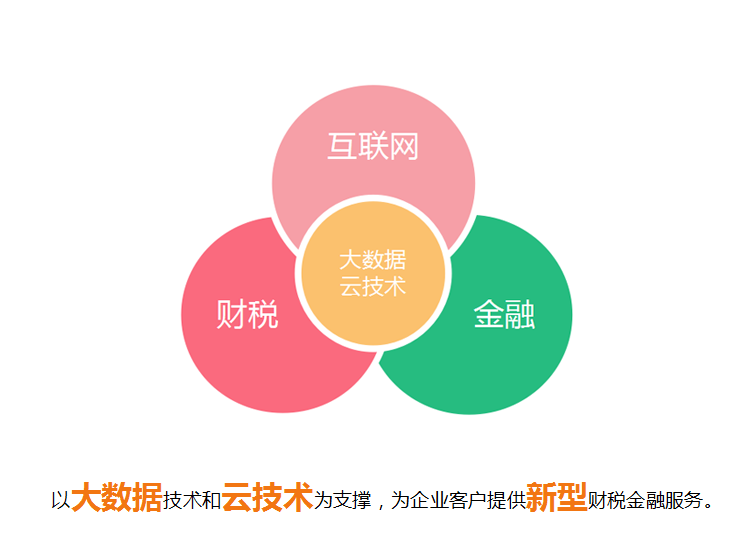 互联网
大数据
云技术
财税
金融
以大数据技术和云技术为支撑，为企业客户提供新型财税金融服务。